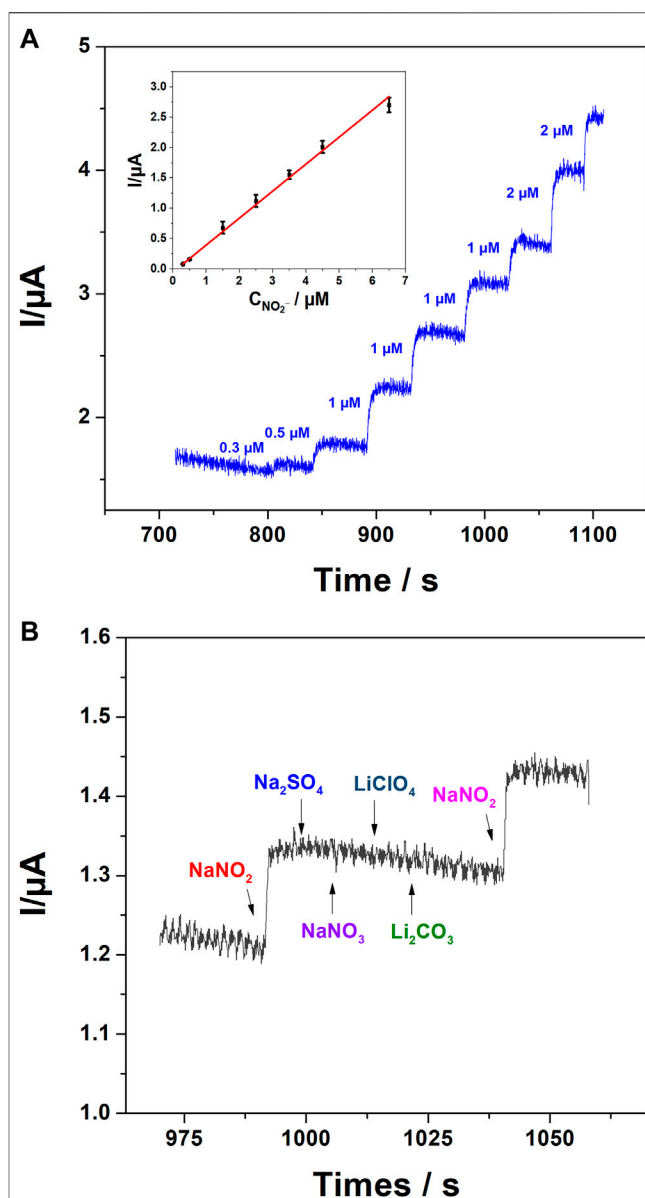 A
5
4
3
2
I/µA
700
800
900
1000
1100
Time / s
0.3 µM
0.5 µM
1 µM
1 µM
1 µM
1 µM
2 µM
2 µM
3.0
2.5
2.0
1.5
1.0
0.5
0.0
I/µA
0
1
2
3
4
5
6
7
C_NO₂⁻ / µM
B
1.6
1.5
1.4
1.3
1.2
1.1
1.0
I/µA
NaNO₂
Na₂SO₄
LiClO₄
NaNO₂
NaNO₃
Li₂CO₃
975
1000
1025
1050
Times / s